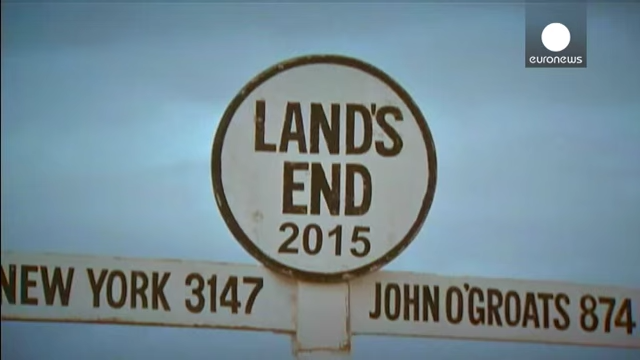 euronews
LAND'S
END
2015
NEW YORK 3147
JOHN O'GROATS 874